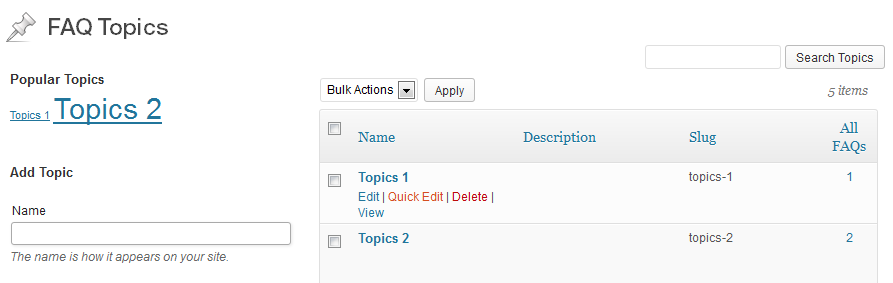 FAQ Topics
Search Topics
Popular Topics
Topics 1 Topics 2
Bulk Actions Apply 5 items
Name Description Slug All FAQs
Add Topic
Topics 1 topics-1 1
Edit | Quick Edit | Delete |
View
Name
Topics 2 topics-2 2
The name is how it appears on your site.